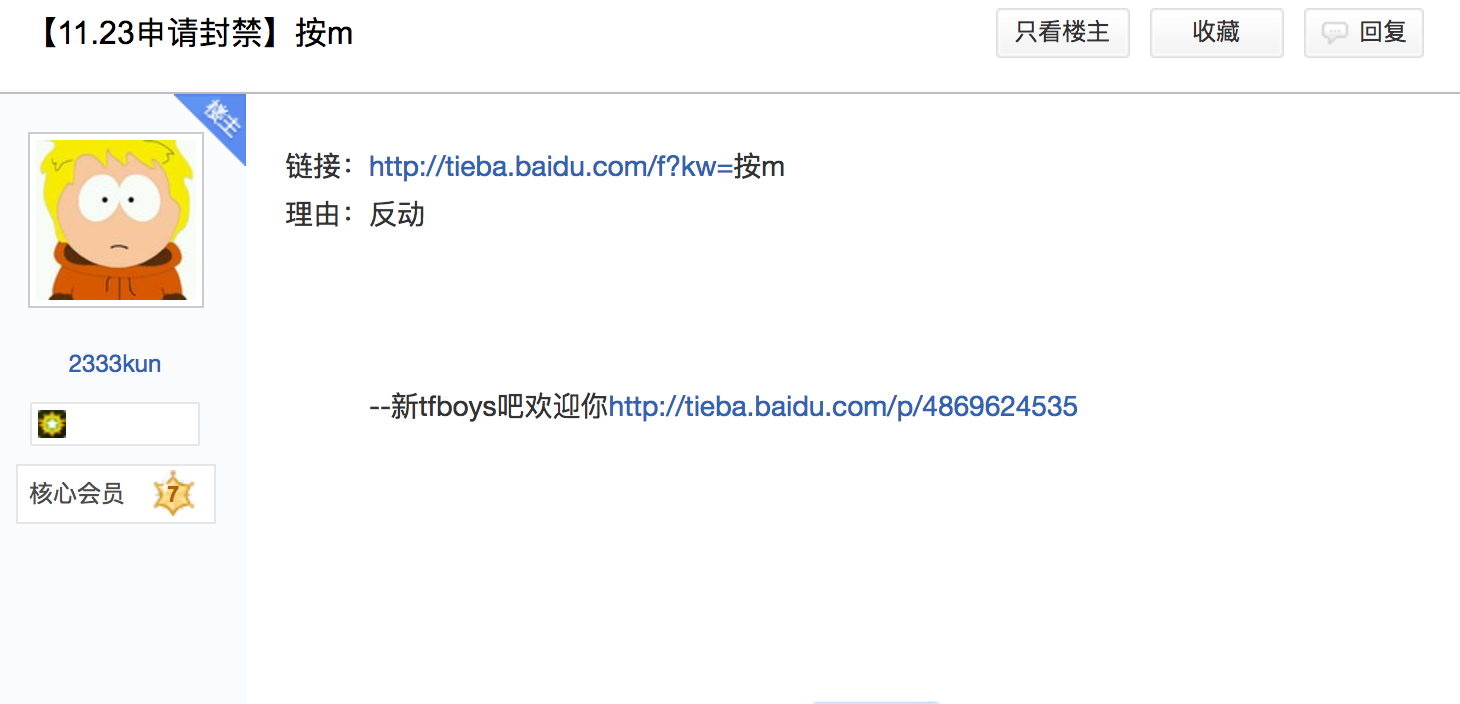 【11.23申请封禁】按m
只看楼主
收藏
回复
楼主
2333kun
核心会员 7
链接：http://tieba.baidu.com/f?kw=按m
理由：反动
--新tfboys吧欢迎你http://tieba.baidu.com/p/4869624535